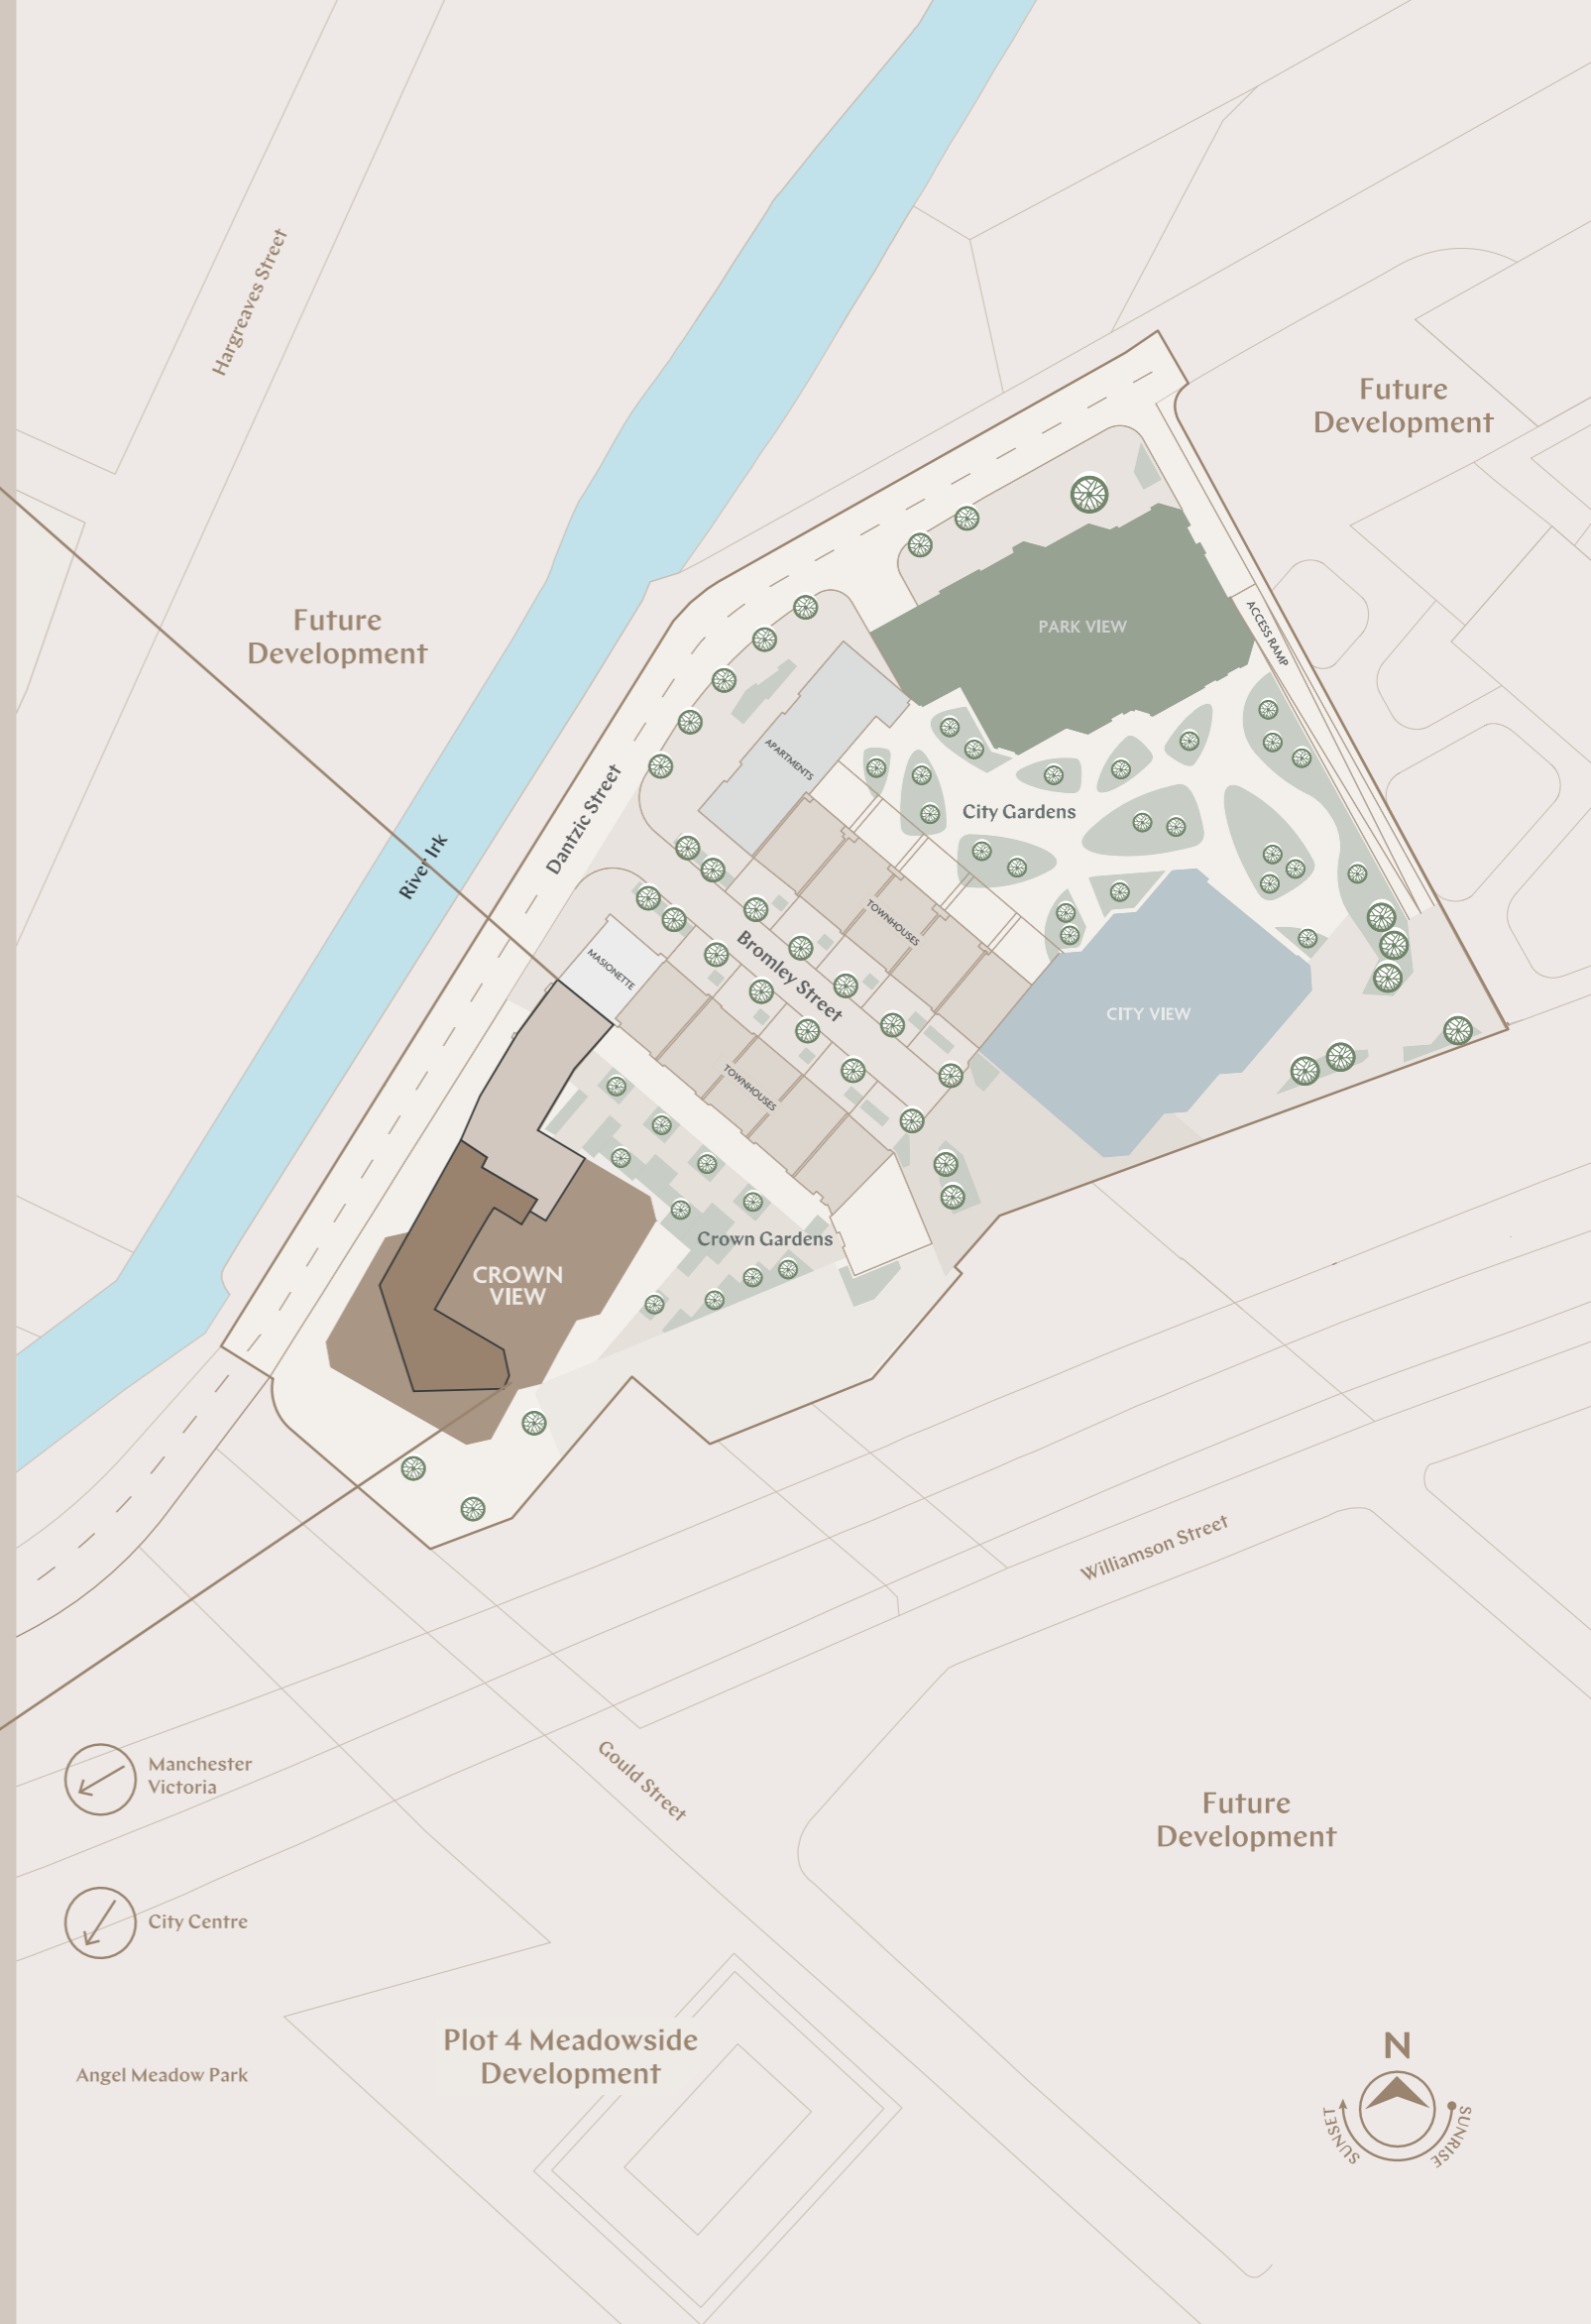 Hargreaves Street
Future
Development
Future
Development
PARK VIEW
ACCESS RAMP
APARTMENTS
Dantzic Street
River Irk
City Gardens
TOWNHOUSES
MASIONETTE
Bromley Street
CITY VIEW
TOWNHOUSES
Crown Gardens
CROWN
VIEW
Williamson Street
Manchester
Victoria
Gould Street
Future
Development
City Centre
Plot 4 Meadowside
Development
Angel Meadow Park
N
SUNSET
SUNRISE